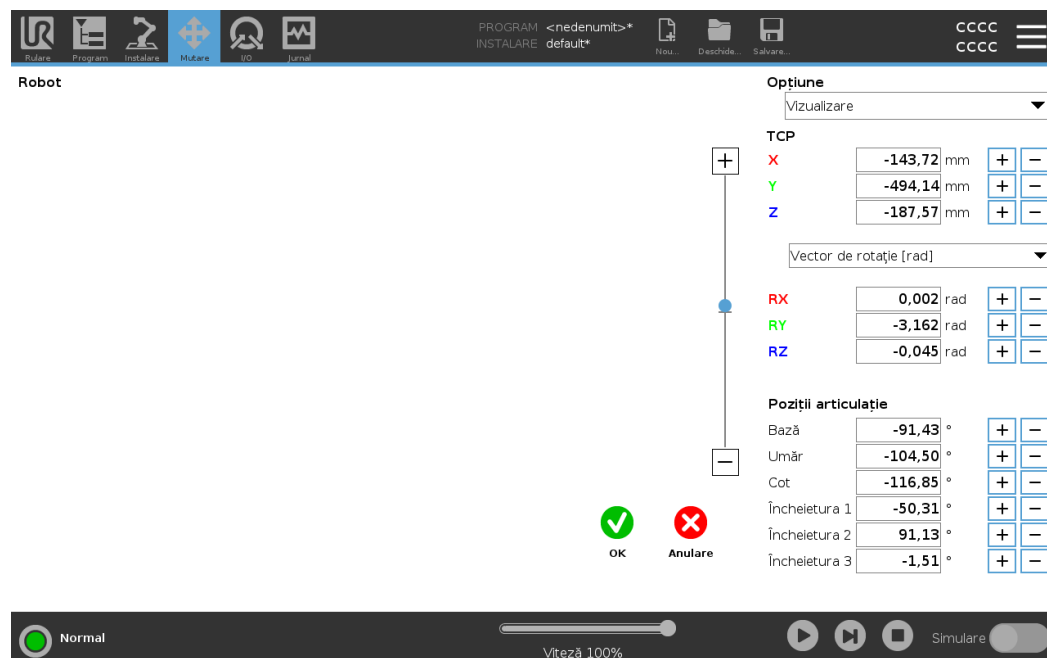 PROGRAM <nedenumit>*
INSTALARE default*
CCCC
CCCC
Rulare Program Instalare Mutare I/O Jurnal Nou... Deschide... Salvare...
Robot
Opțiune
Vizualizare
TCP
X -143,72 mm
Y -494,14 mm
Z -187,57 mm
Vector de rotație [rad]
RX 0,002 rad
RY -3,162 rad
RZ -0,045 rad
Poziții articulație
Bază -91,43 °
Umăr -104,50 °
Cot -116,85 °
Încheietura 1 -50,31 °
Încheietura 2 91,13 °
Încheietura 3 -1,51 °
OK Anulare
Normal
Viteză 100%
Simulare